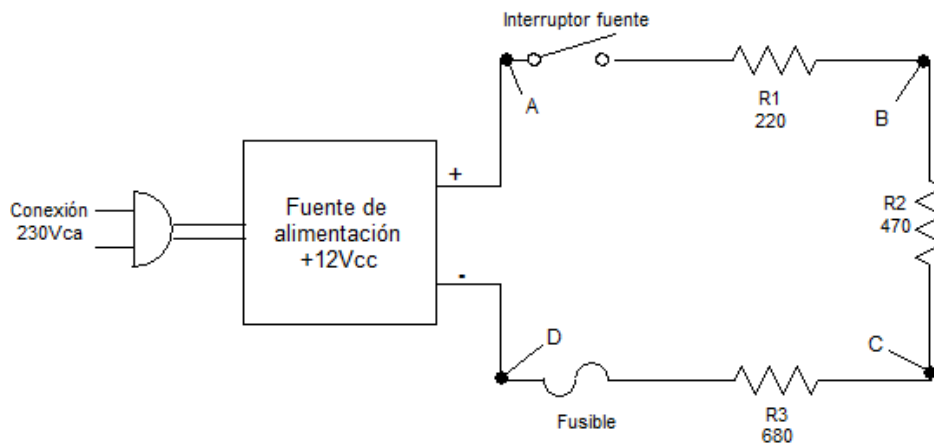 Interruptor fuente
A
R1
220
B
+
Conexión
230Vca
Fuente de
alimentación
+12Vcc
R2
470
-
D
C
Fusible
R3
680